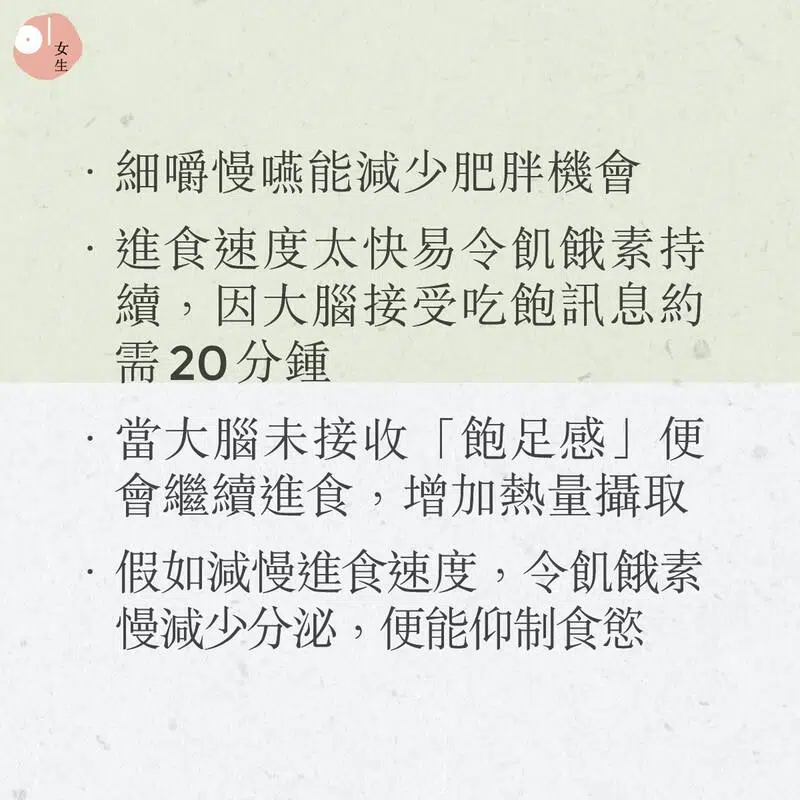 女生
· 細嚼慢嚥能減少肥胖機會
· 進食速度太快易令飢餓素持
續，因大腦接受吃飽訊息約
需20分鍾
· 當大腦未接收「飽足感」便
會繼續進食，增加熱量攝取
· 假如減慢進食速度，令飢餓素
慢減少分泌，便能仰制食慾